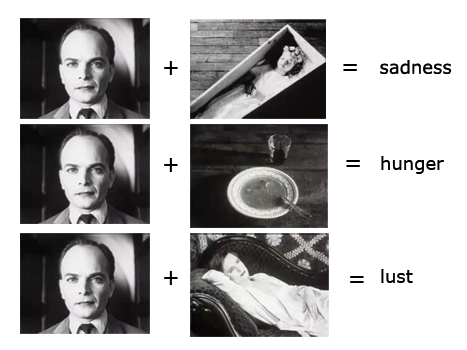 + = sadness
+ = hunger
+ = lust